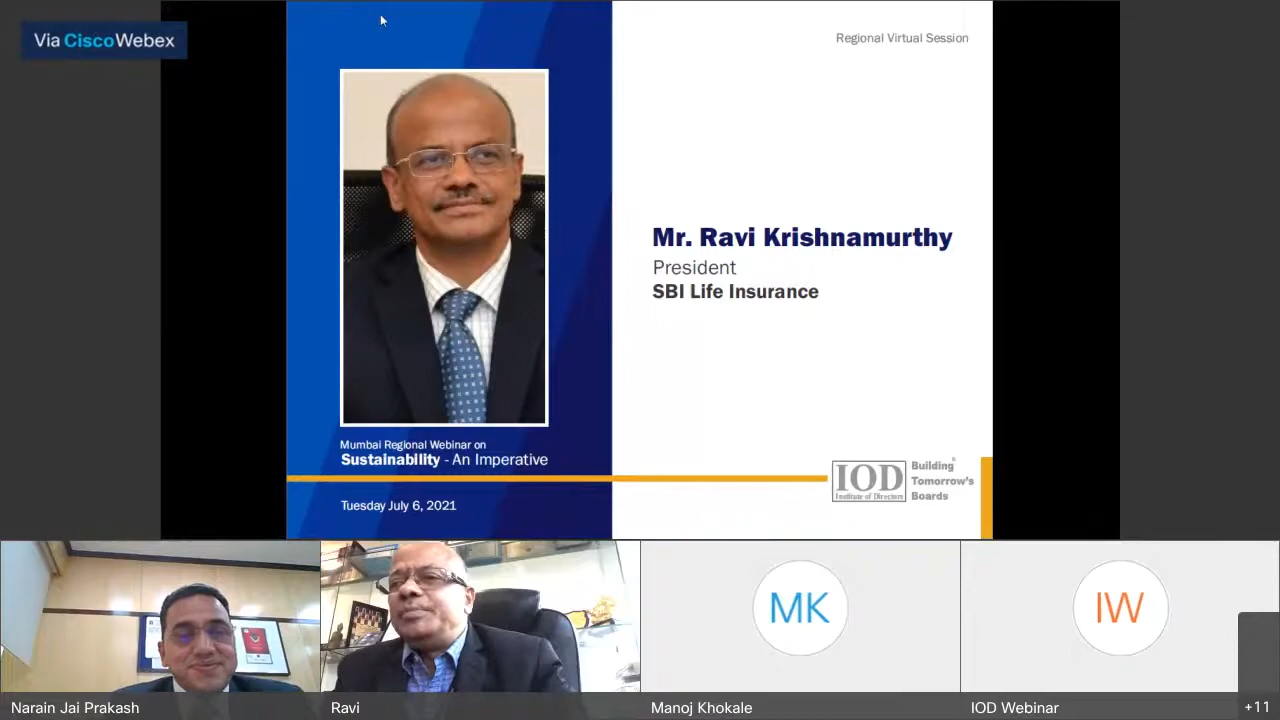 Via Cisco Webex
Regional Virtual Session
Mr. Ravi Krishnamurthy
President
SBI Life Insurance
Mumbai Regional Webinar on
Sustainability - An Imperative
Tuesday July 6, 2021
IOD
Institute of Directors
Building
Tomorrow's
Boards
MK
IW
Narain Jai Prakash
Ravi
Manoj Khokale
IOD Webinar
+11